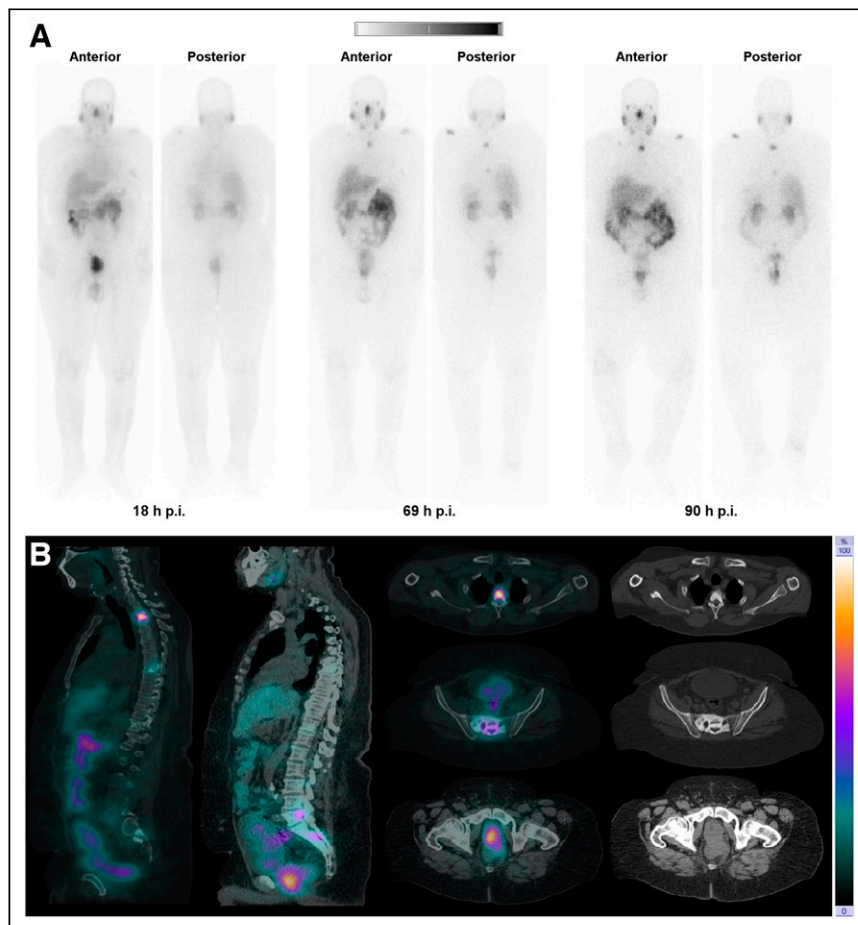 A
Anterior Posterior Anterior Posterior Anterior Posterior
18 h p.i. 69 h p.i. 90 h p.i.
B
%
100
0